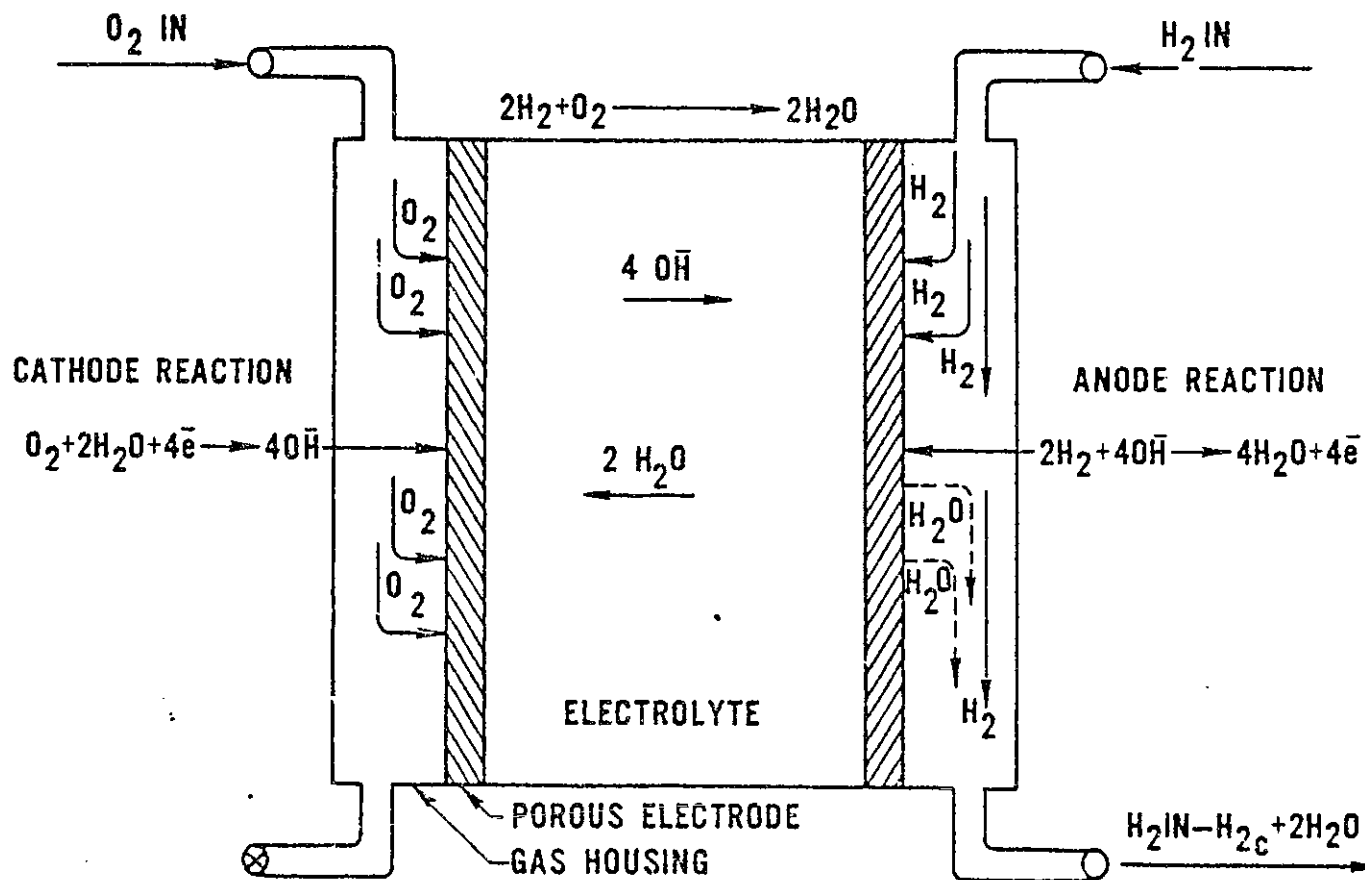 O₂ IN
H₂ IN
2H₂+O₂ → 2H₂O
O₂
H₂
4 OH̅
O₂
H₂
H₂
CATHODE REACTION
ANODE REACTION
O₂+2H₂O+4e̅ → 4OH̅
2 H₂O
2H₂+4OH̅ → 4H₂O+4e̅
O₂
H₂O
O₂
H₂O
ELECTROLYTE
H₂
POROUS ELECTRODE
GAS HOUSING
H₂IN–H₂c+2H₂O